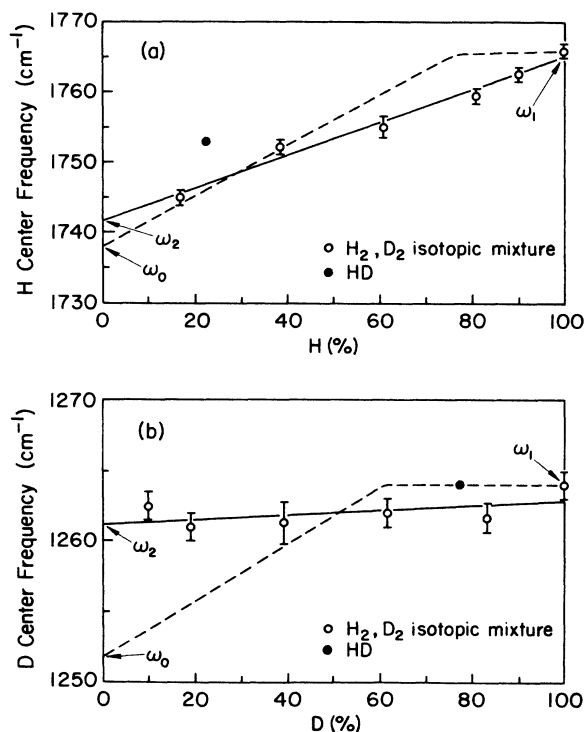 1770
(a)
1760
ω₁
1750
1740
ω₂
○ H₂, D₂ isotopic mixture
ω₀
● HD
1730
0 20 40 60 80 100
H (%)
H Center Frequency (cm⁻¹)
1270
(b)
ω₁
1260
ω₂
○ H₂, D₂ isotopic mixture
ω₀
● HD
1250
0 20 40 60 80 100
D (%)
D Center Frequency (cm⁻¹)